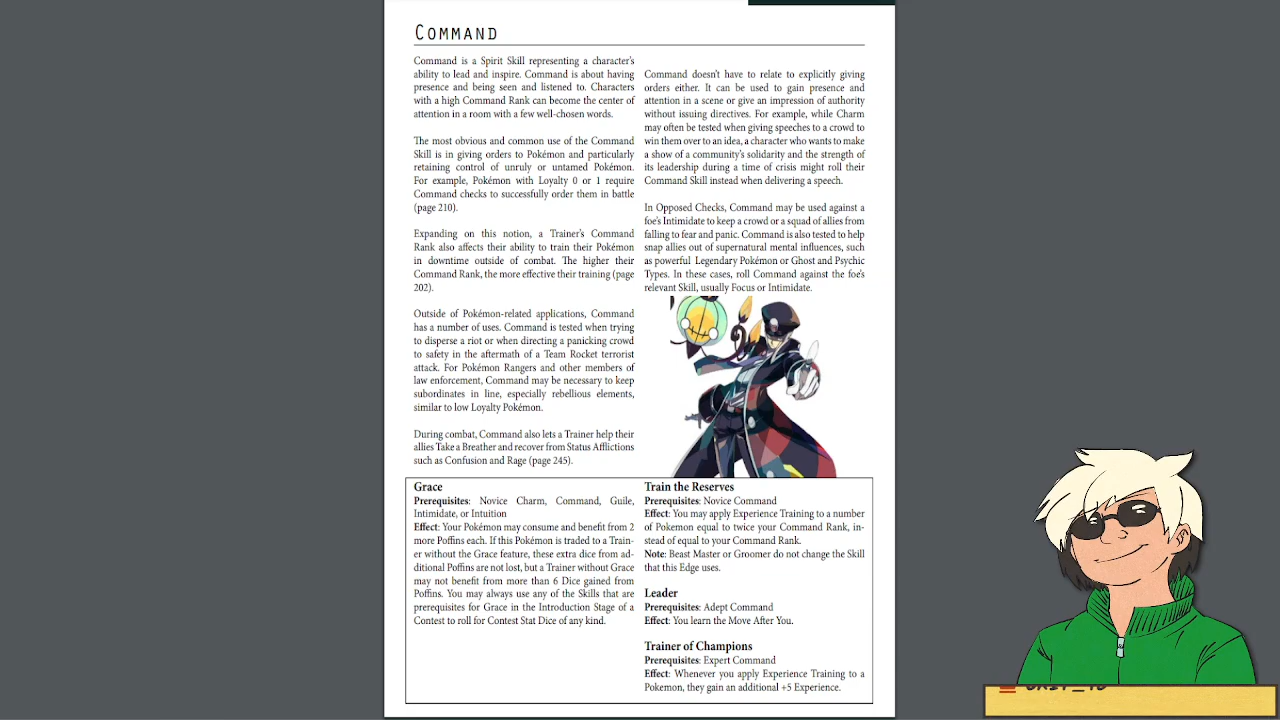 Command
Command is a Spirit Skill representing a character's
ability to lead and inspire. Command is about having
presence and being seen and listened to. Characters
with a high Command Rank can become the center of
attention in a room with a few well-chosen words.
The most obvious and common use of the Command
Skill is in giving orders to Pokémon and particularly
retaining control of unruly or untamed Pokémon.
For example, Pokémon with Loyalty 0 or 1 require
Command checks to successfully order them in battle
(page 210).
Expanding on this notion, a Trainer's Command
Rank also affects their ability to train their Pokémon
in downtime outside of combat. The higher their
Command Rank, the more effective their training (page
202).
Outside of Pokémon-related applications, Command
has a number of uses. Command is tested when trying
to disperse a riot or when directing a panicking crowd
to safety in the aftermath of a Team Rocket terrorist
attack. For Pokémon Rangers and other members of
law enforcement, Command may be necessary to keep
subordinates in line, especially rebellious elements,
similar to low Loyalty Pokémon.
During combat, Command also lets a Trainer help their
allies Take a Breather and recover from Status Afflictions
such as Confusion and Rage (page 245).
Command doesn't have to relate to explicitly giving
orders either. It can be used to gain presence and
attention in a scene or give an impression of authority
without issuing directives. For example, while Charm
may often be tested when giving speeches to a crowd to
win them over to an idea, a character who wants to make
a show of a community's solidarity and the strength of
its leadership during a time of crisis might roll their
Command Skill instead when delivering a speech.
In Opposed Checks, Command may be used against a
foe's Intimidate to keep a crowd or a squad of allies from
falling to fear and panic. Command is also tested to help
snap allies out of supernatural mental influences, such
as powerful Legendary Pokémon or Ghost and Psychic
Types. In these cases, roll Command against the foe's
relevant Skill, usually Focus or Intimidate.
Grace
Prerequisites: Novice Charm, Command, Guile,
Intimidate, or Intuition
Effect: Your Pokémon may consume and benefit from 2
more Poffins each. If this Pokémon is traded to a Train-
er without the Grace feature, these extra dice from ad-
ditional Poffins are not lost, but a Trainer without Grace
may not benefit from more than 6 Dice gained from
Poffins. You may always use any of the Skills that are
prerequisites for Grace in the Introduction Stage of a
Contest to roll for Contest Stat Dice of any kind.
Train the Reserves
Prerequisites: Novice Command
Effect: You may apply Experience Training to a number
of Pokemon equal to twice your Command Rank, in-
stead of equal to your Command Rank.
Note: Beast Master or Groomer do not change the Skill
that this Edge uses.
Leader
Prerequisites: Adept Command
Effect: You learn the Move After You.
Trainer of Champions
Prerequisites: Expert Command
Effect: Whenever you apply Experience Training to a
Pokemon, they gain an additional +5 Experience.